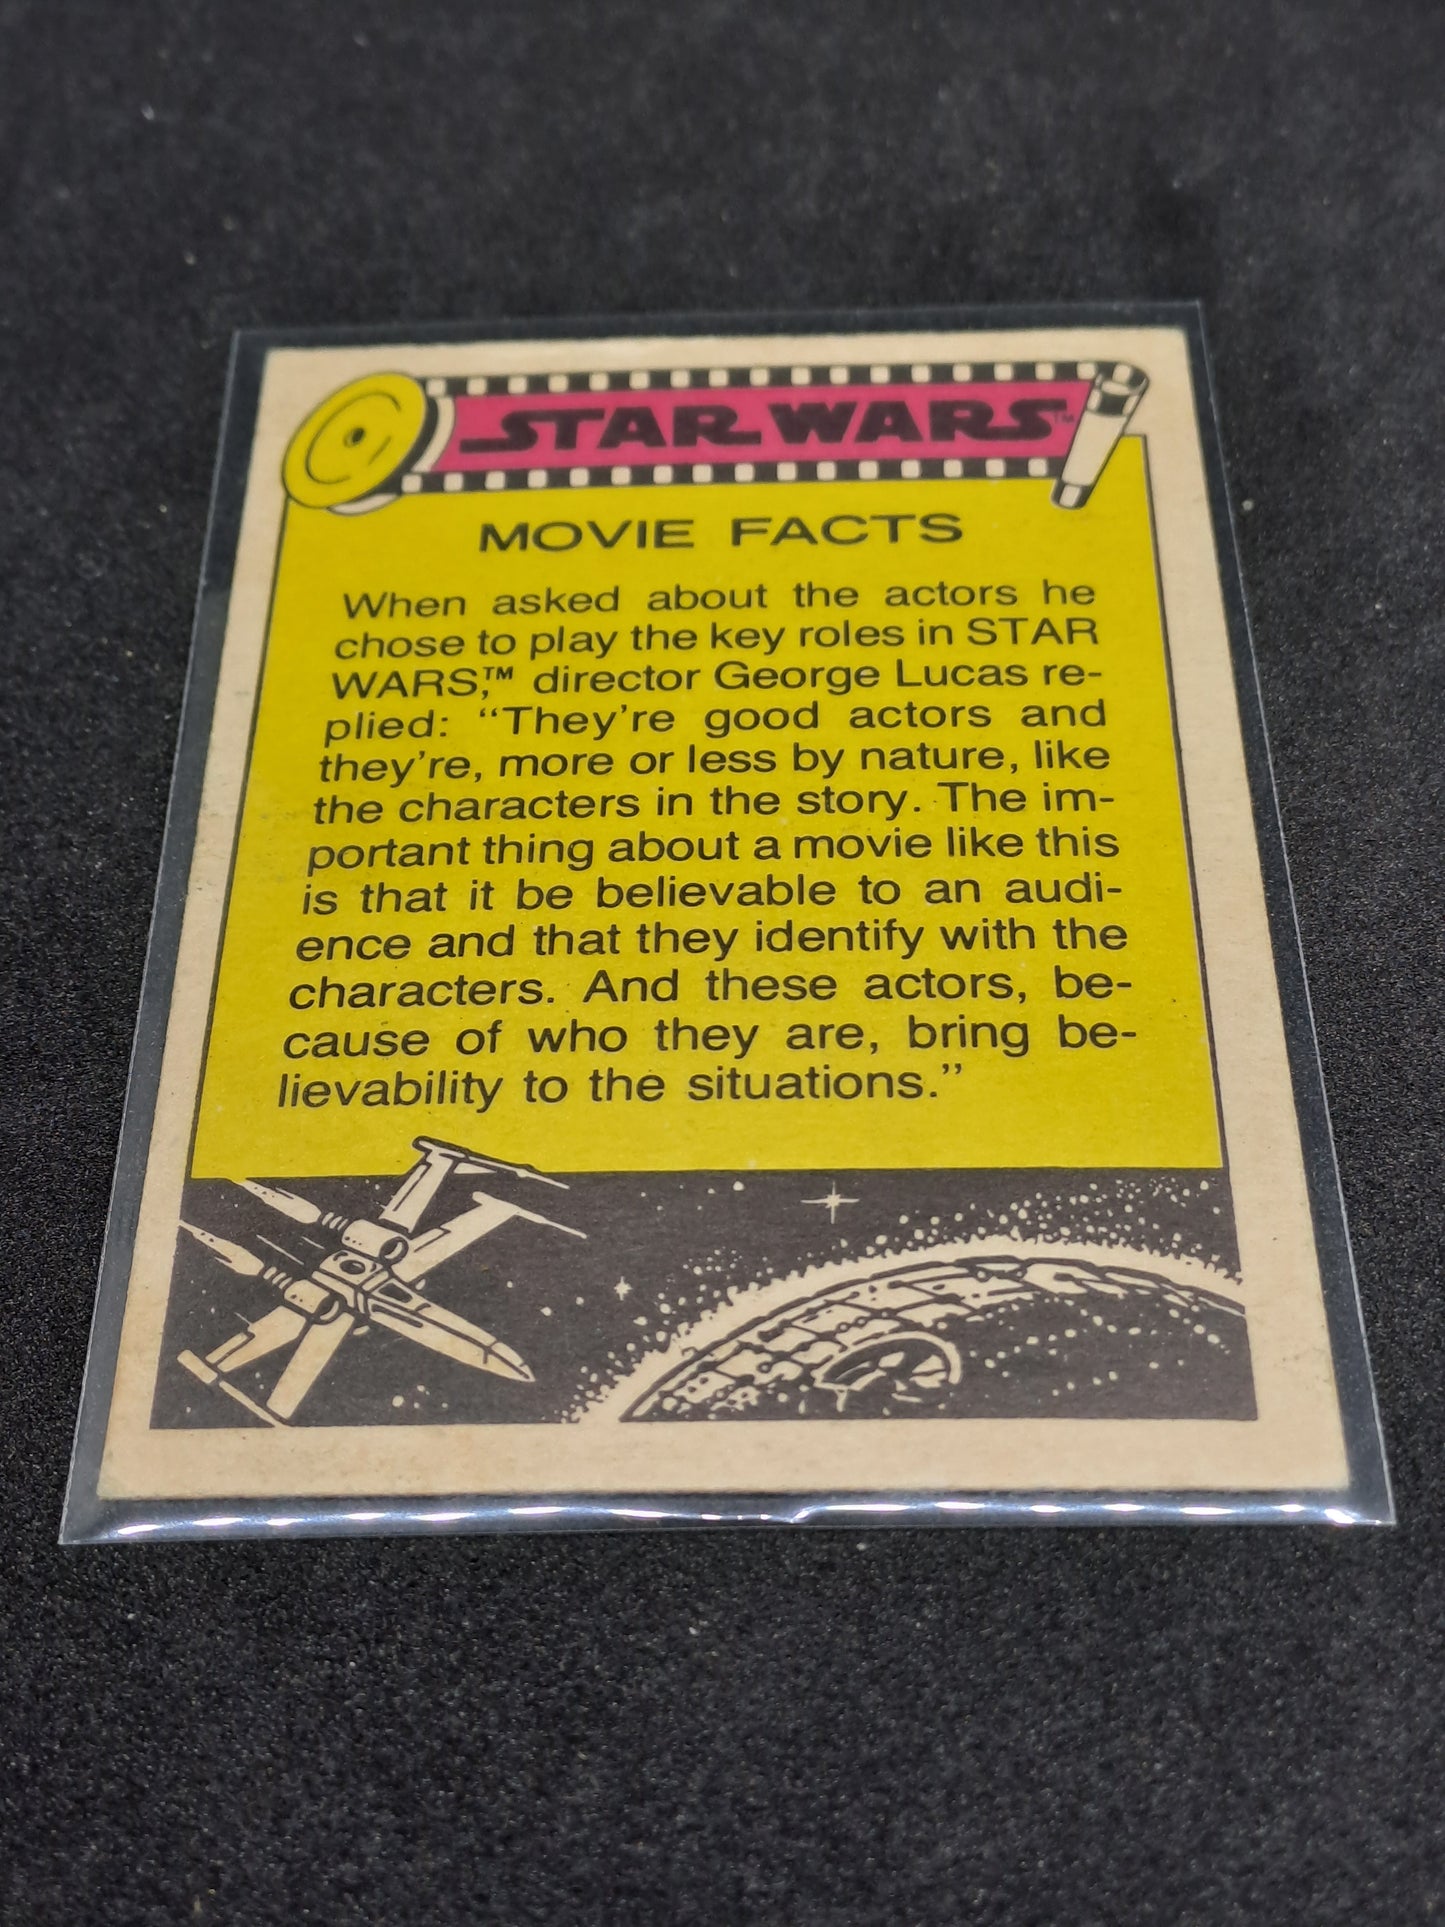 STAR WARS™
MOVIE FACTS
When asked about the actors he
chose to play the key roles in STAR
WARS,™ director George Lucas re-
plied: “They’re good actors and
they’re, more or less by nature, like
the characters in the story. The im-
portant thing about a movie like this
is that it be believable to an audi-
ence and that they identify with the
characters. And these actors, be-
cause of who they are, bring be-
lievability to the situations.”